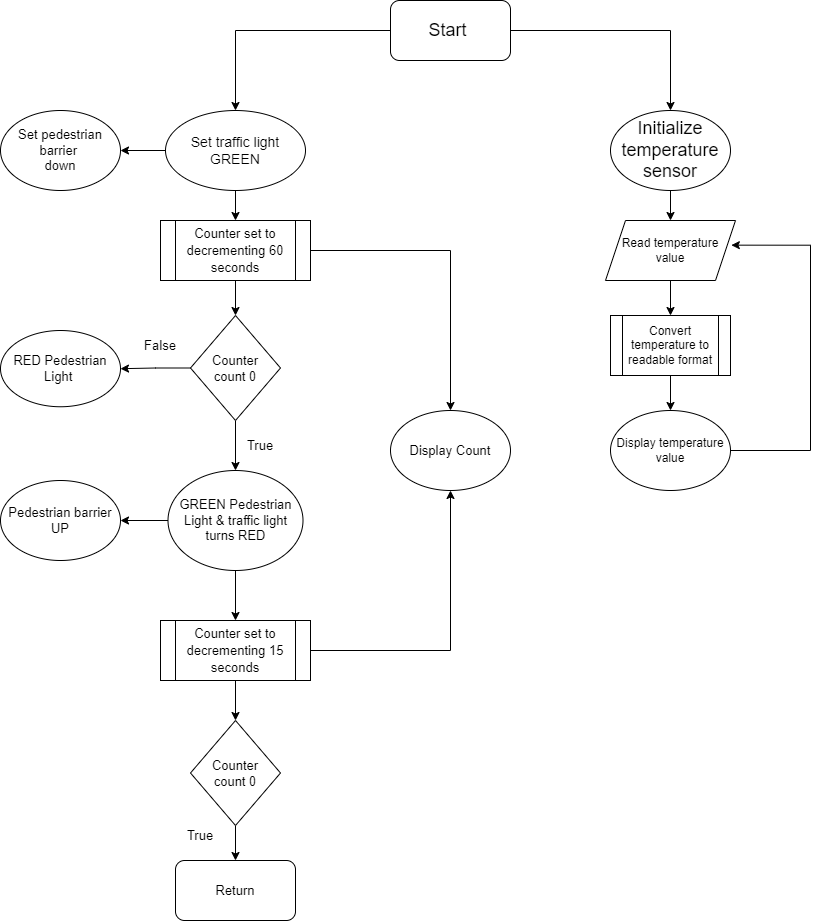 Start
Set pedestrian
barrier
down
Set traffic light
GREEN
Initialize
temperature
sensor
Counter set to
decrementing 60
seconds
Read temperature
value
False
RED Pedestrian
Light
Counter
count 0
Convert
temperature to
readable format
True
Display Count
Display temperature
value
Pedestrian barrier
UP
GREEN Pedestrian
Light & traffic light
turns RED
Counter set to
decrementing 15
seconds
Counter
count 0
True
Return